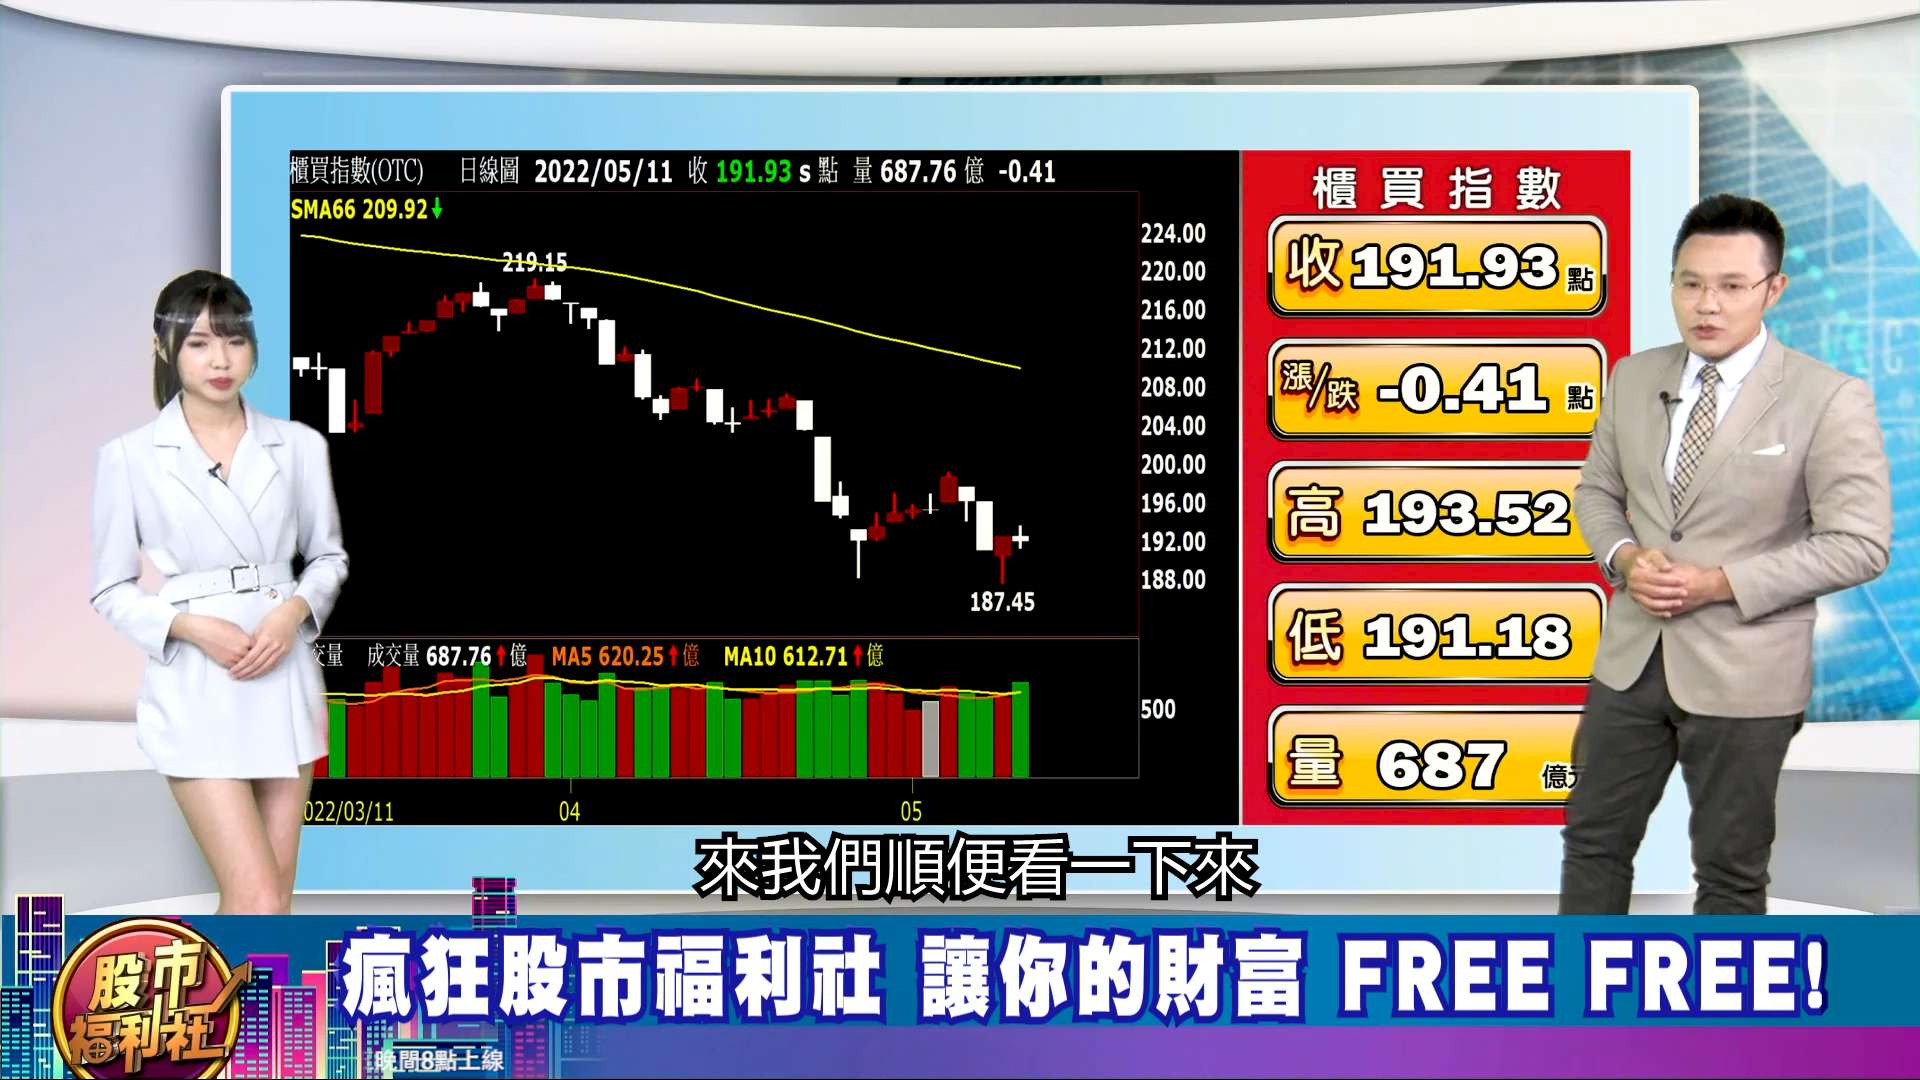 櫃買指數(OTC) 日線圖 2022/05/11 收 191.93 s 點 量 687.76 億 -0.41
SMA66 209.92↓
219.15
187.45
224.00
220.00
216.00
212.00
208.00
204.00
200.00
196.00
192.00
188.00
交量 成交量 687.76↑億 MA5 620.25↑億 MA10 612.71↑億
500
022/03/11 04 05
櫃買指數
收 191.93 點
漲/跌 -0.41 點
高 193.52
低 191.18
量 687 億元
來我們順便看一下來
瘋狂股市福利社 讓你的財富 FREE FREE!
股市
福利社
晚間8點上線